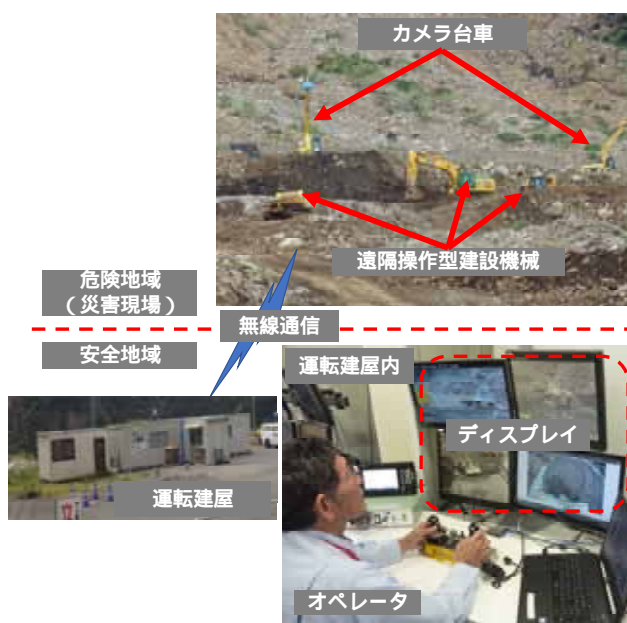 カメラ台車
遠隔操作型建設機械
危険地域
（災害現場）
無線通信
安全地域
運転建屋内
ディスプレイ
運転建屋
オペレータ